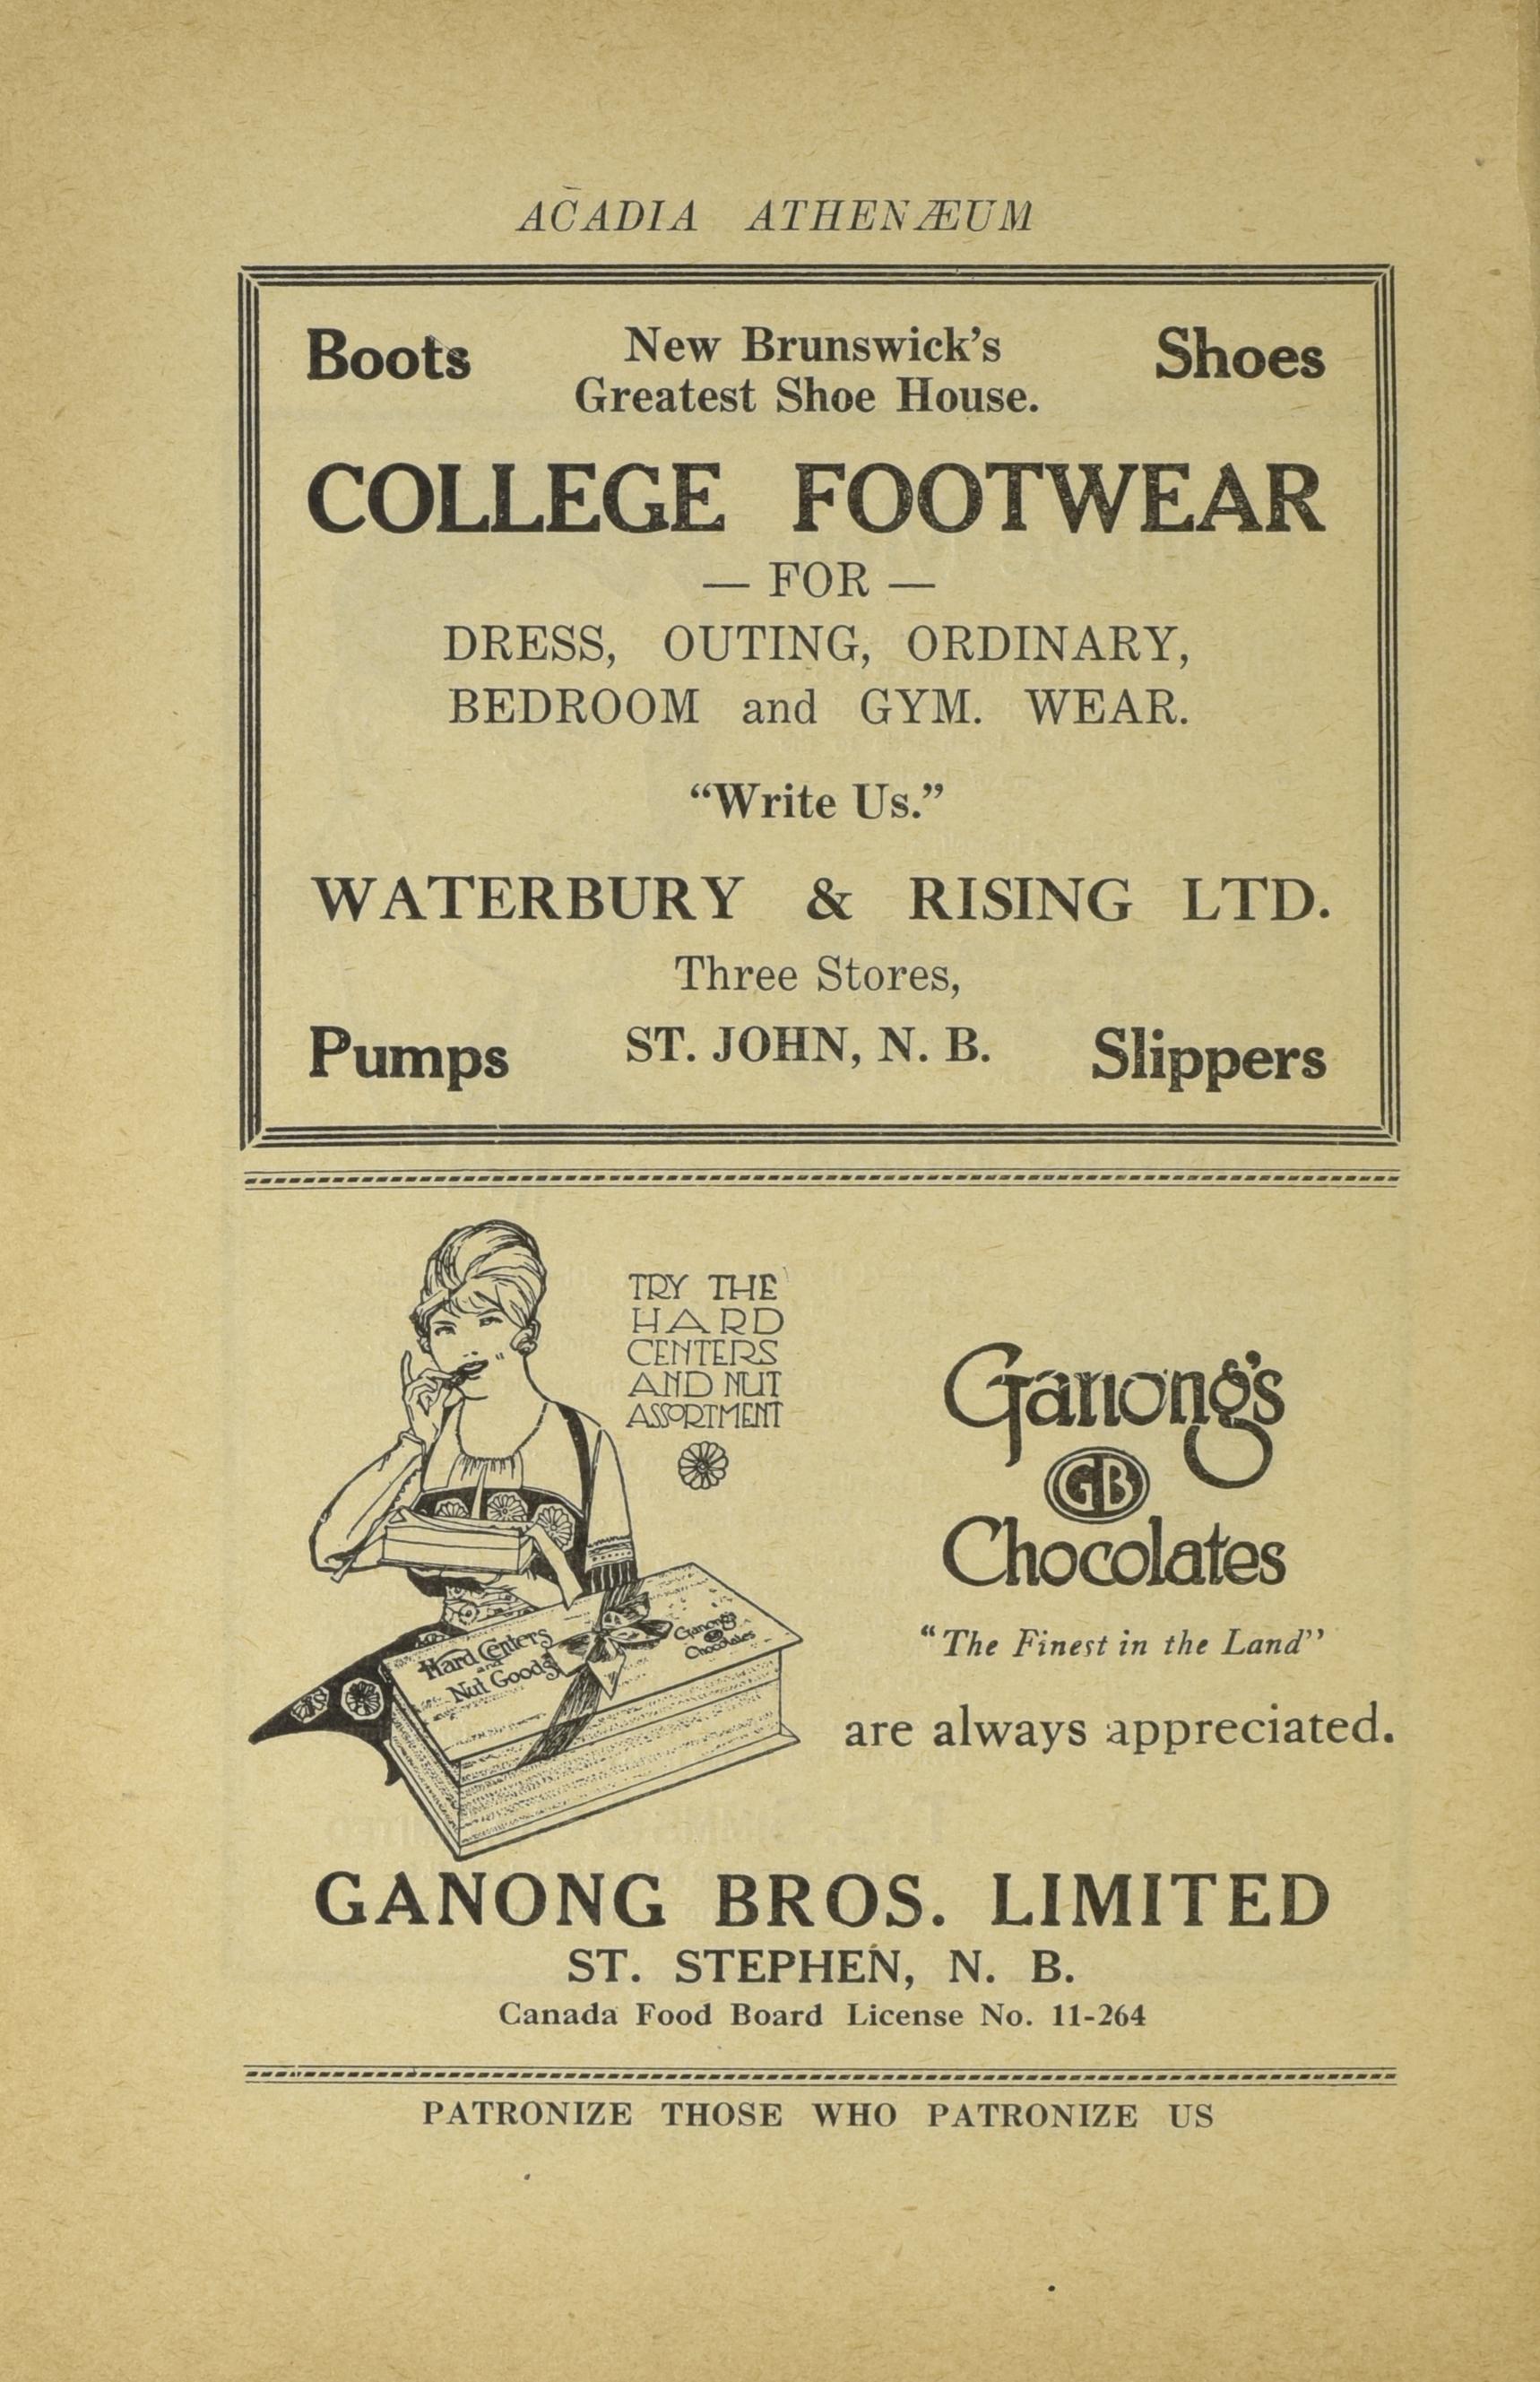 ACADIA ATHENÆUM
Boots
New Brunswick's
Greatest Shoe House.
Shoes
COLLEGE FOOTWEAR
— FOR —
DRESS, OUTING, ORDINARY,
BEDROOM and GYM. WEAR.
“Write Us.”
WATERBURY & RISING LTD.
Three Stores,
Pumps
ST. JOHN, N. B.
Slippers
TRY THE
HARD
CENTERS
AND NUT
ASSORTMENT
Ganong's
GB
Chocolates
“The Finest in the Land”
are always appreciated.
Hard Centers
and
Nut Goods
Ganong's
GB
Chocolates
GANONG BROS. LIMITED
ST. STEPHEN, N. B.
Canada Food Board License No. 11-264
PATRONIZE THOSE WHO PATRONIZE US